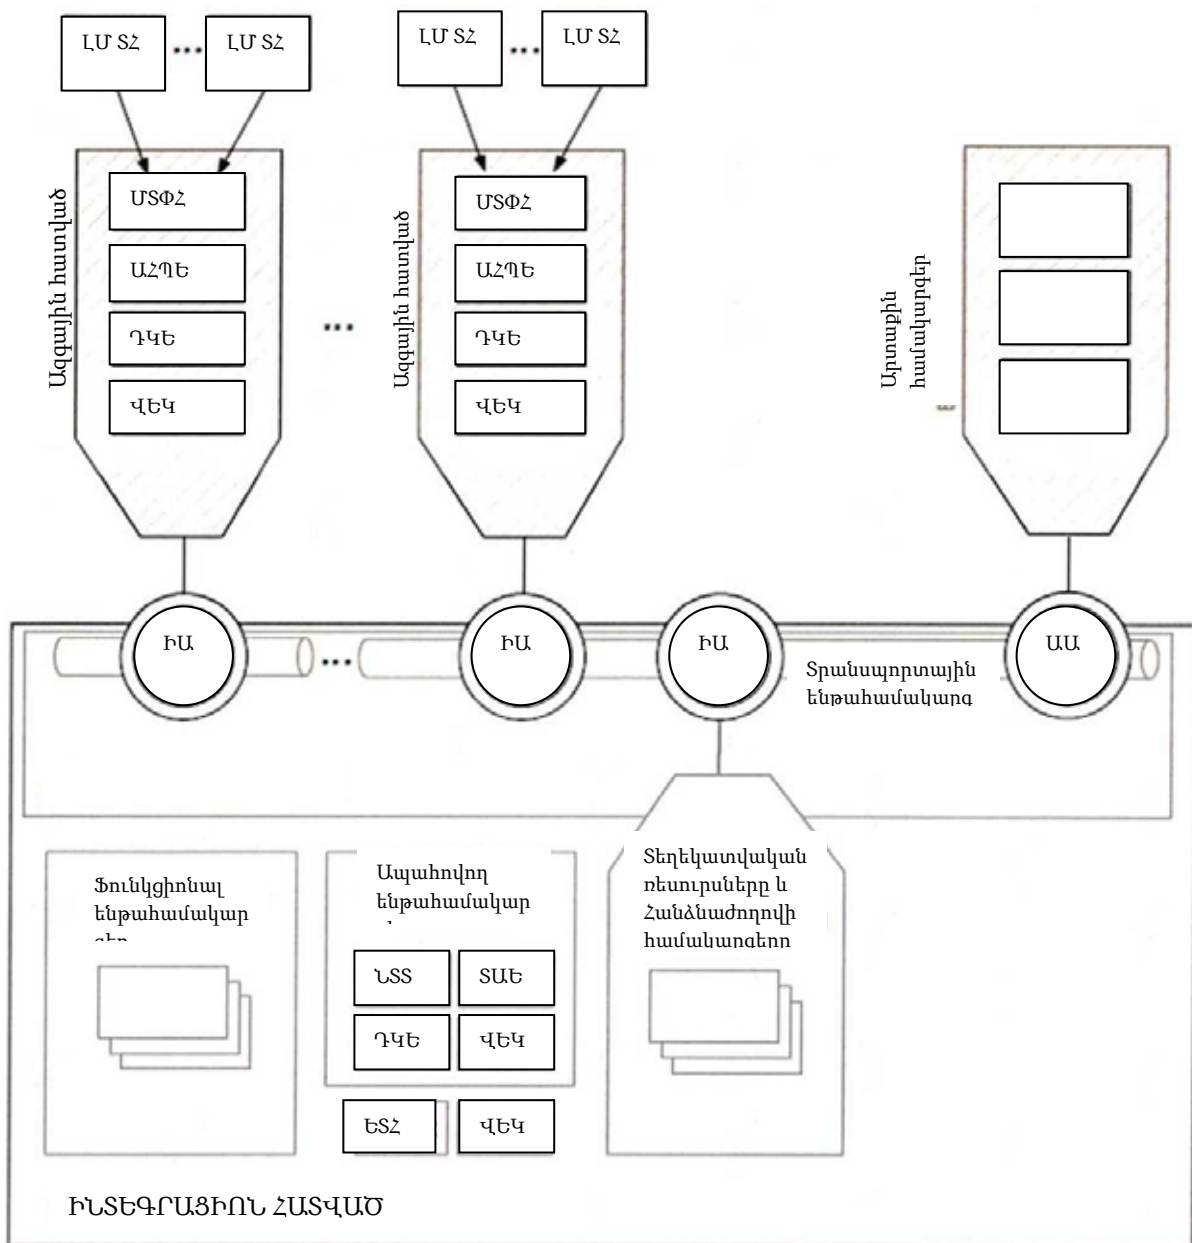 ԼՄ ՏՀ ... ԼՄ ՏՀ
ԼՄ ՏՀ ... ԼՄ ՏՀ
Ազգային հատված
ՄՏՓՀ
ԱՀՊԵ
ԴԿԵ
ՎԵԿ
...
Ազգային հատված
ՄՏՓՀ
ԱՀՊԵ
ԴԿԵ
ՎԵԿ
Արտաքին
համակարգեր
ԻԱ
...
ԻԱ
ԻԱ
ԱԱ
Տրանսպորտային
ենթահամակարգ
Ֆունկցիոնալ
ենթահամակար
գեր
Ապահովող
ենթահամակար
Տեղեկատվական
ռեսուրսները և
Հանձնաժողովի
համակարգերը
ՆՏՏ
ՏԱԵ
ԴԿԵ
ՎԵԿ
ԵՏՀ
ՎԵԿ
ԻՆՏԵԳՐԱՑԻՈՆ ՀԱՏՎԱԾ